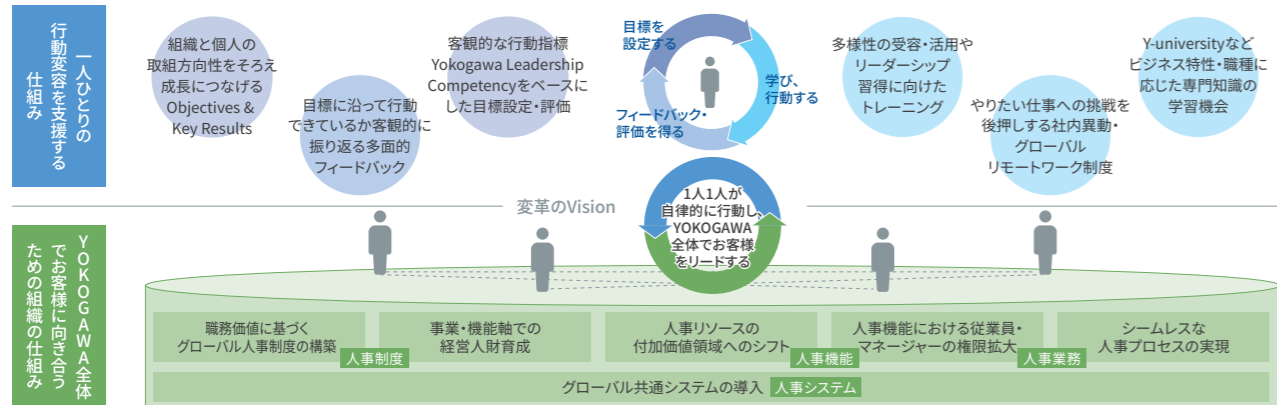 一人ひとりの
行動変容を支援する
仕組み
組織と個人の
取組方向性をそろえ
成長につなげる
Objectives &
Key Results
目標に沿って行動
できているか客観的に
振り返る多面的
フィードバック
客観的な行動指標
Yokogawa Leadership
Competencyをベースに
した目標設定・評価
目標を
設定する
学び、
行動する
フィードバック・
評価を得る
多様性の受容・活用や
リーダーシップ
習得に向けた
トレーニング
やりたい仕事への挑戦を
後押しする社内異動・
グローバル
リモートワーク制度
Y-universityなど
ビジネス特性・職種に
応じた専門知識の
学習機会
変革のVision
1人1人が
自律的に行動し、
YOKOGAWA
全体でお客様
をリードする
YOKOGAWA全体
でお客様に向き合う
ための組織の仕組み
職務価値に基づく
グローバル人事制度の構築
人事制度
事業・機能軸での
経営人財育成
人事リソースの
付加価値領域へのシフト
人事機能
人事機能における従業員・
マネージャーの権限拡大
人事業務
シームレスな
人事プロセスの実現
グローバル共通システムの導入 人事システム